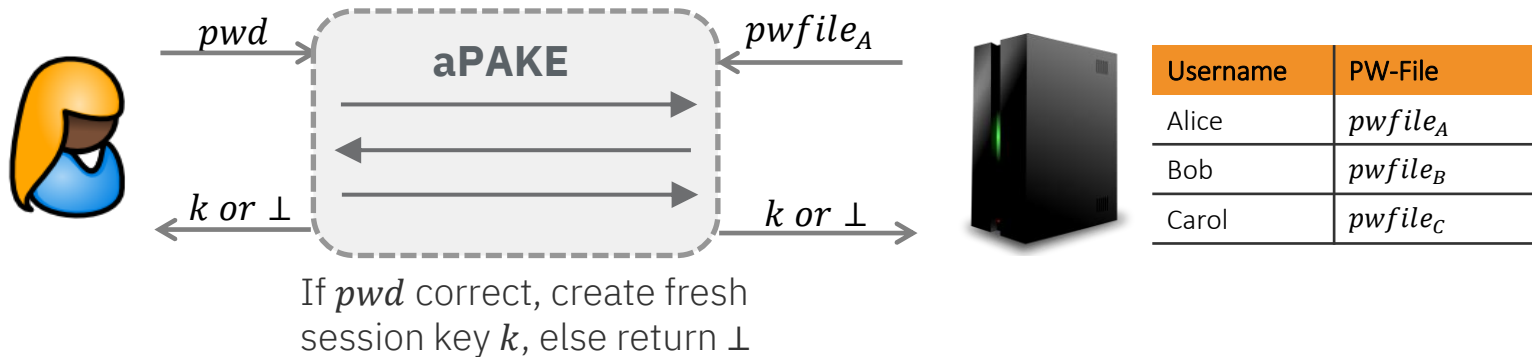 pwd
aPAKE
pwfile_A
k or ⊥
k or ⊥
If pwd correct, create fresh
session key k, else return ⊥
Username PW-File
Alice pwfile_A
Bob pwfile_B
Carol pwfile_C